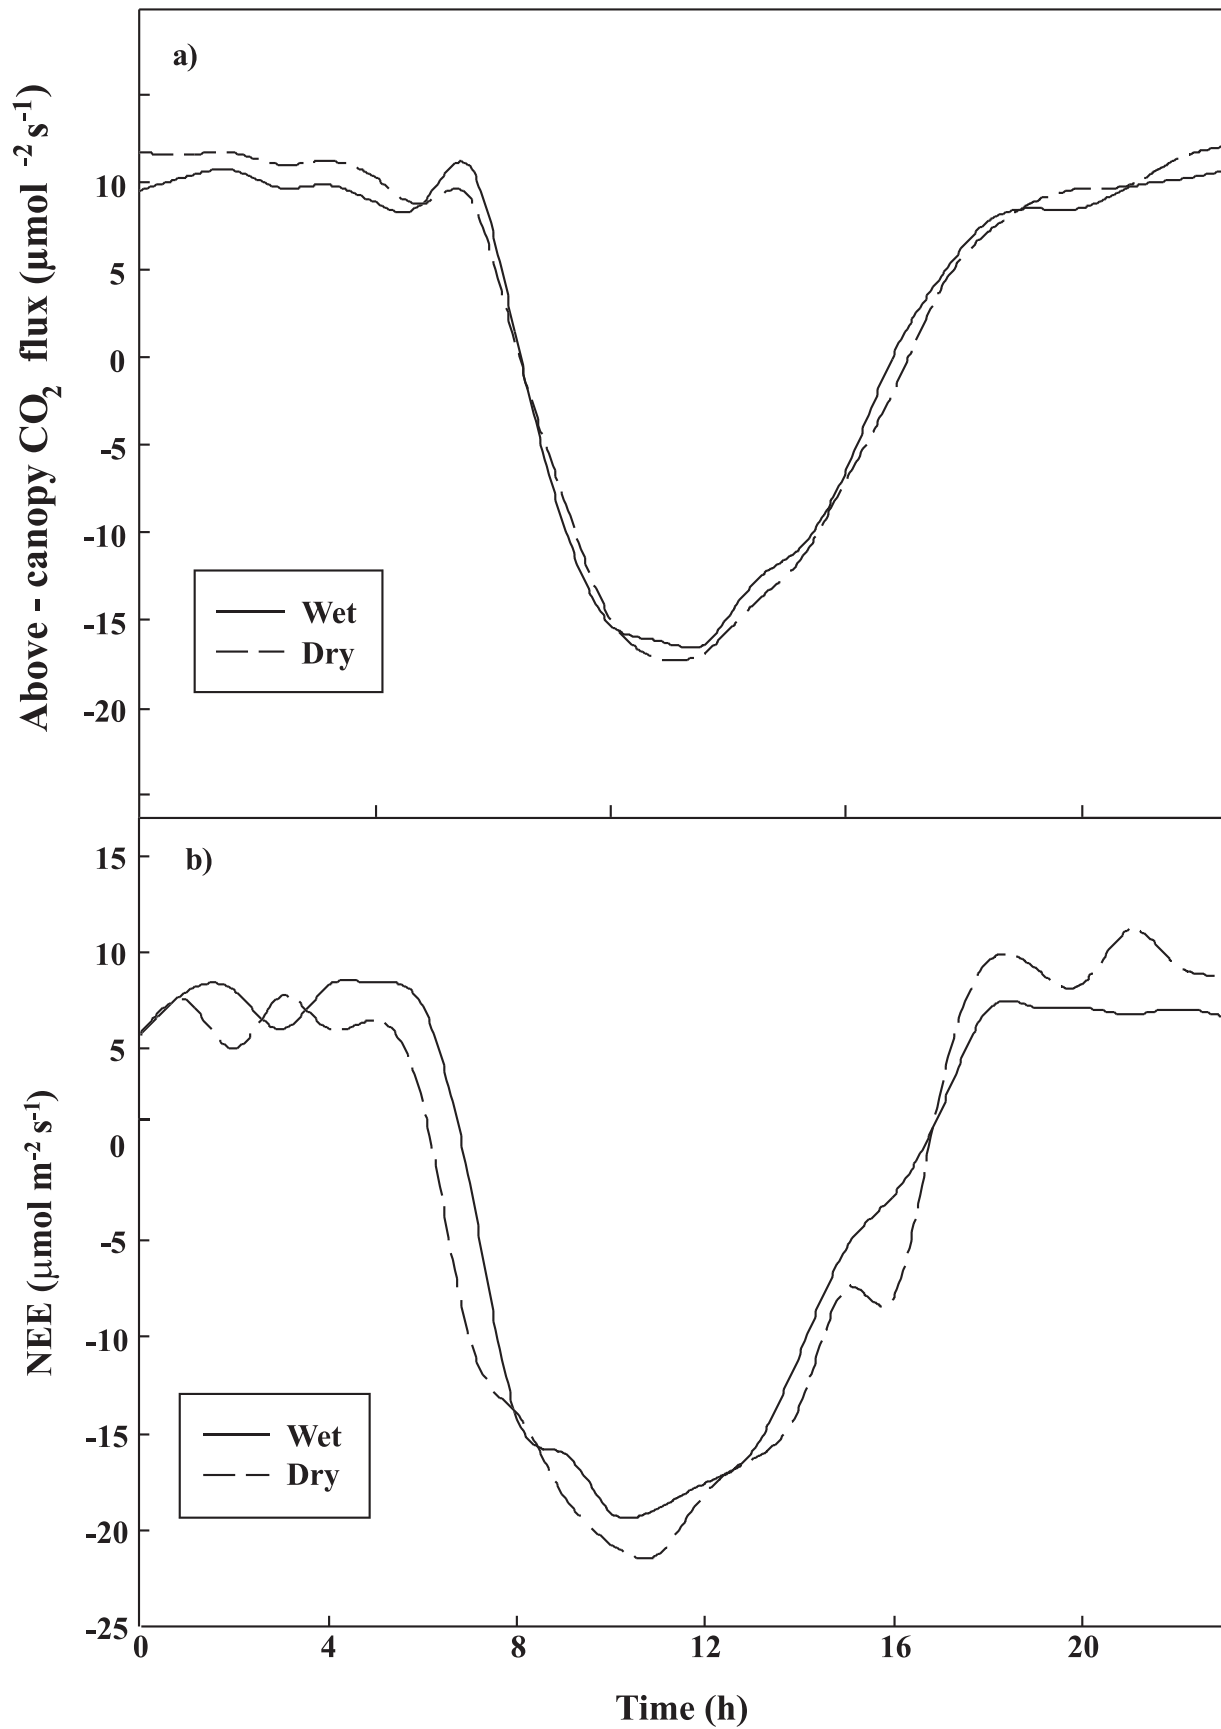 a)
Above - canopy CO2 flux (μmol -2 s-1)
10
5
0
-5
-10
-15
-20
Wet
Dry
b)
NEE (μmol m-2 s-1)
15
10
5
0
-5
-10
-15
-20
-25
Wet
Dry
0 4 8 12 16 20
Time (h)